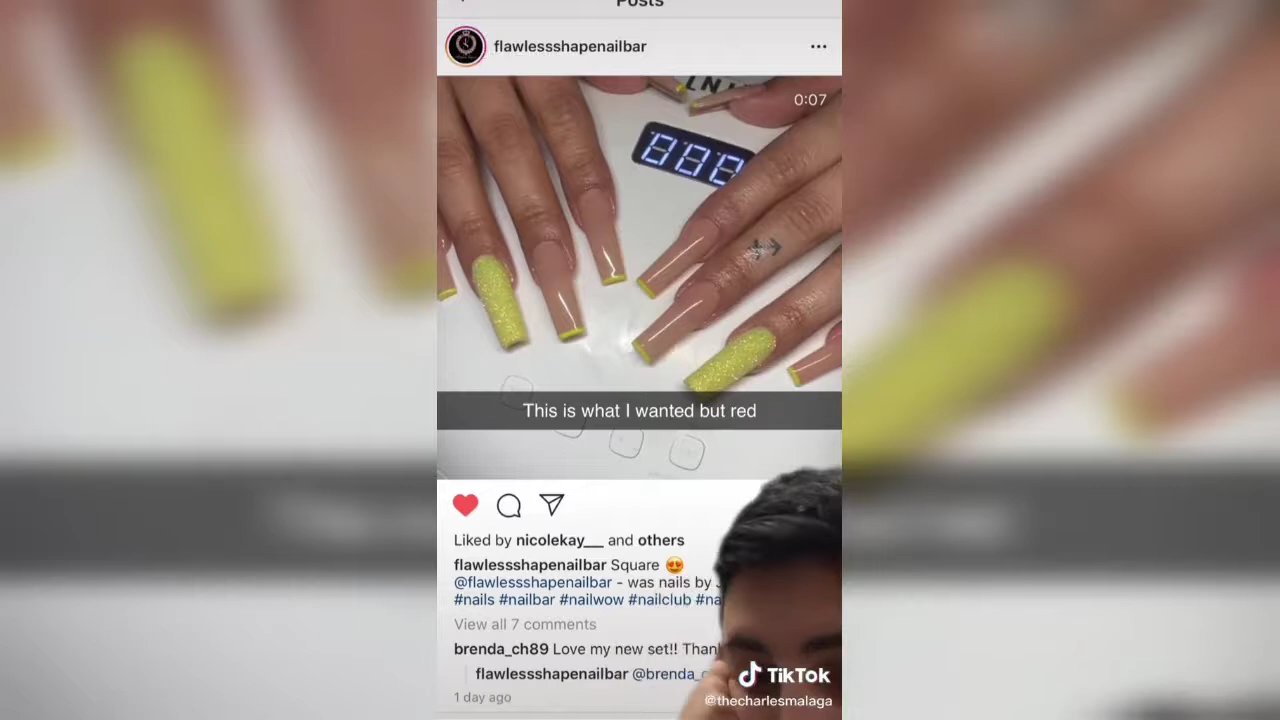 Posts
flawlessshapenailbar
0:07
This is what I wanted but red
Liked by nicolekay___ and others
flawlessshapenailbar Square 😍
@flawlessshapenailbar - was nails by
#nails #nailbar #nailwow #nailclub
View all 7 comments
brenda_ch89 Love my new set!!
flawlessshapenailbar
1 day ago
TikTok
@thecharlesmalaga